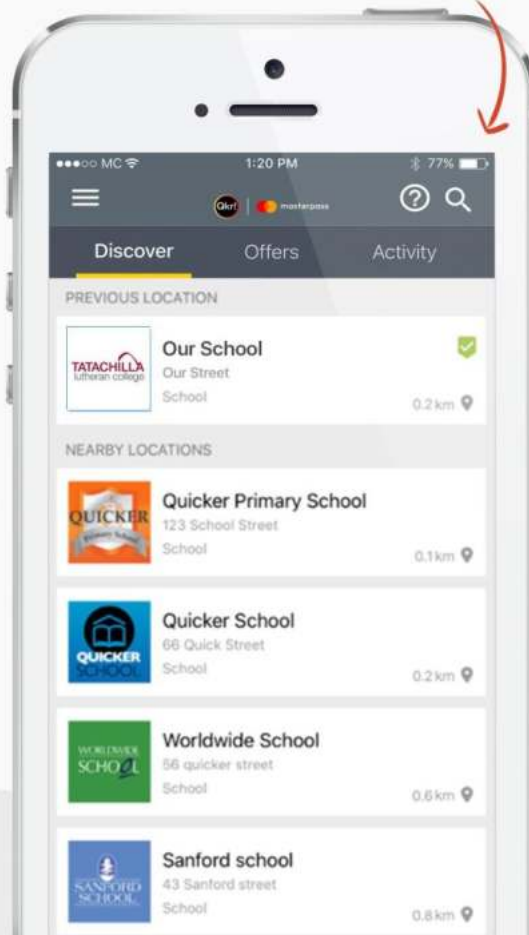 MC
1:20 PM
77%
Qkr!
masterpass
Discover
Offers
Activity
PREVIOUS LOCATION
TATACHILLA
lutheran college
Our School
Our Street
School
0.2 km
NEARBY LOCATIONS
QUICKER
Primary School
Quicker Primary School
123 School Street
School
0.1 km
QUICKER
SCHOOL
Quicker School
66 Quick Street
School
0.2 km
WORLDWIDE
SCHOOL
Worldwide School
56 quicker street
School
0.6 km
SANFORD
SCHOOL
Sanford school
43 Sanford street
School
0.8 km